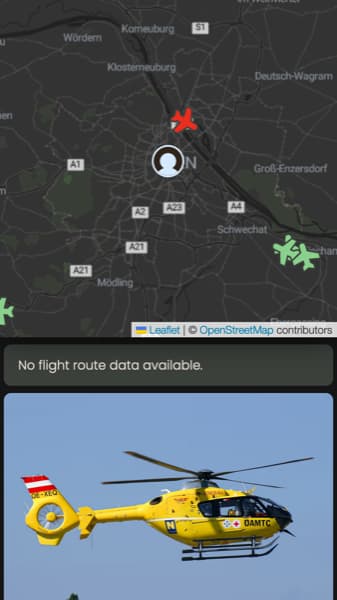 S1
Korneuburg
Wördern
Klosterneuburg
Deutsch-Wagram
A1
N
Groß-Enzersdorf
A2
A23
A4
Schwechat
A21
A21
Mödling
Leaflet | © OpenStreetMap contributors
No flight route data available.
OE-XEQ
N
ÖAMTC